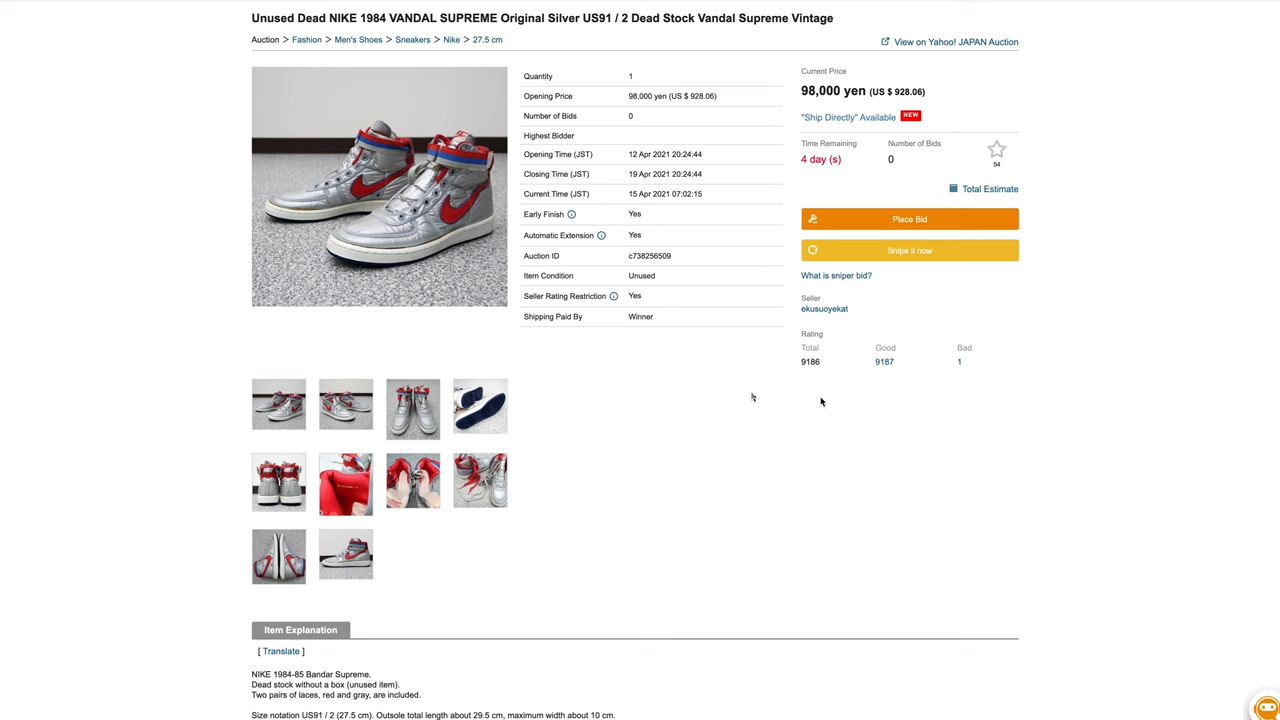 Unused Dead NIKE 1984 VANDAL SUPREME Original Silver US91 / 2 Dead Stock Vandal Supreme Vintage
Auction > Fashion > Men's Shoes > Sneakers > Nike > 27.5 cm
View on Yahoo! JAPAN Auction
Quantity 1
Opening Price 98,000 yen (US $ 928.06)
Number of Bids 0
Highest Bidder
Opening Time (JST) 12 Apr 2021 20:24:44
Closing Time (JST) 19 Apr 2021 20:24:44
Current Time (JST) 15 Apr 2021 07:02:15
Early Finish Yes
Automatic Extension Yes
Auction ID c738256509
Item Condition Unused
Seller Rating Restriction Yes
Shipping Paid By Winner
Current Price
98,000 yen (US $ 928.06)
"Ship Directly" Available NEW
Time Remaining Number of Bids
4 day (s) 0
54
Total Estimate
Place Bid
Snipe it now
What is sniper bid?
Seller
ekusuoyekat
Rating
Total Good Bad
9186 9187 1
Item Explanation
[ Translate ]
NIKE 1984-85 Bandar Supreme.
Dead stock without a box (unused item).
Two pairs of laces, red and gray, are included.
Size notation US91 / 2 (27.5 cm). Outsole total length about 29.5 cm, maximum width about 10 cm.